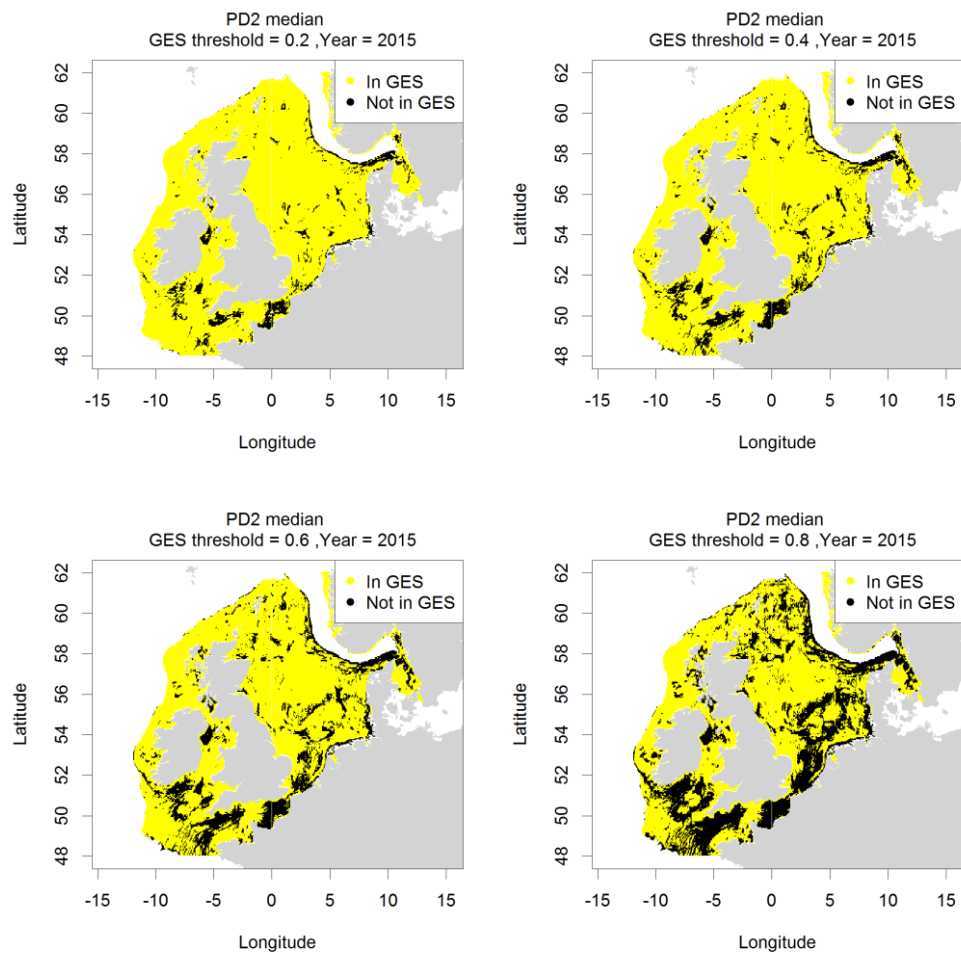 PD2 median
GES threshold = 0.2 ,Year = 2015
In GES
Not in GES
Latitude
62
60
58
56
54
52
50
48
-15 -10 -5 0 5 10 15
Longitude
PD2 median
GES threshold = 0.4 ,Year = 2015
In GES
Not in GES
Latitude
62
60
58
56
54
52
50
48
-15 -10 -5 0 5 10 15
Longitude
PD2 median
GES threshold = 0.6 ,Year = 2015
In GES
Not in GES
Latitude
62
60
58
56
54
52
50
48
-15 -10 -5 0 5 10 15
Longitude
PD2 median
GES threshold = 0.8 ,Year = 2015
In GES
Not in GES
Latitude
62
60
58
56
54
52
50
48
-15 -10 -5 0 5 10 15
Longitude